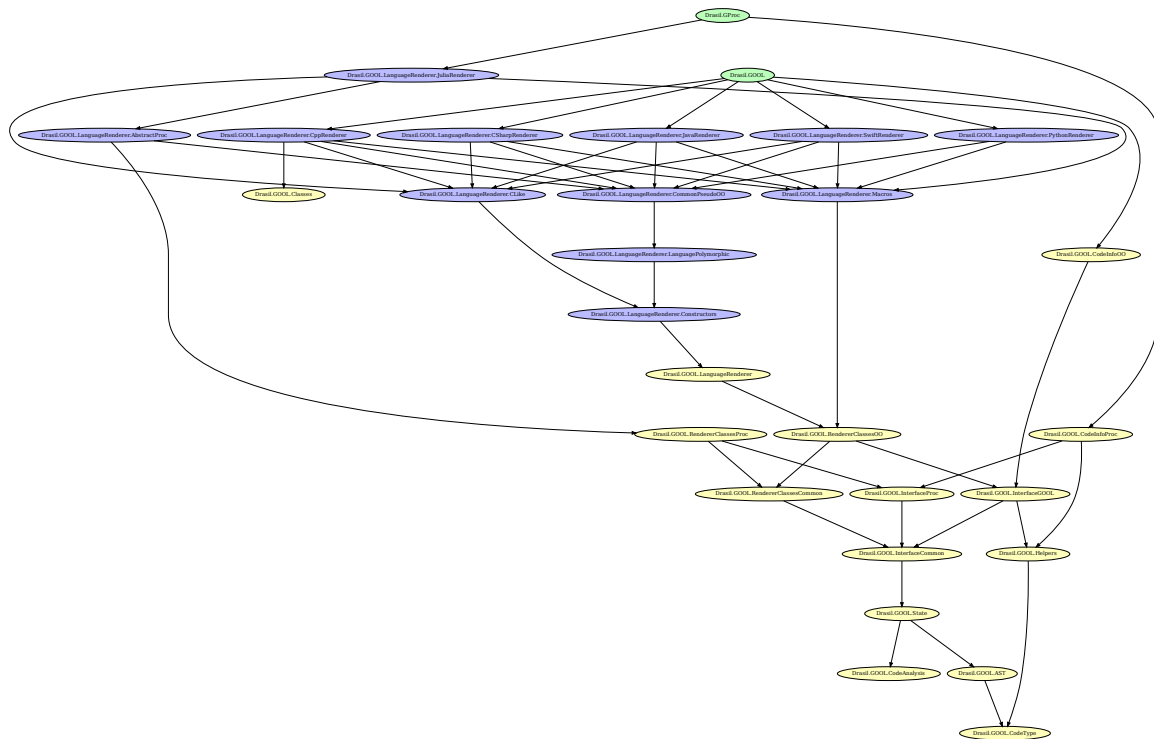 Drasil.GProc
Drasil.GOOL.LanguageRenderer.JuliaRenderer
Drasil.GOOL
Drasil.GOOL.LanguageRenderer.AbstractProc
Drasil.GOOL.LanguageRenderer.CppRenderer
Drasil.GOOL.LanguageRenderer.CSharpRenderer
Drasil.GOOL.LanguageRenderer.JavaRenderer
Drasil.GOOL.LanguageRenderer.SwiftRenderer
Drasil.GOOL.LanguageRenderer.PythonRenderer
Drasil.GOOL.Classes
Drasil.GOOL.LanguageRenderer.CLike
Drasil.GOOL.LanguageRenderer.CommonPseudoOO
Drasil.GOOL.LanguageRenderer.Macros
Drasil.GOOL.LanguageRenderer.LanguagePolymorphic
Drasil.GOOL.CodeInfoOO
Drasil.GOOL.LanguageRenderer.Constructors
Drasil.GOOL.LanguageRenderer
Drasil.GOOL.RendererClassesProc
Drasil.GOOL.RendererClassesOO
Drasil.GOOL.CodeInfoProc
Drasil.GOOL.RendererClassesCommon
Drasil.GOOL.InterfaceProc
Drasil.GOOL.InterfaceGOOL
Drasil.GOOL.InterfaceCommon
Drasil.GOOL.Helpers
Drasil.GOOL.State
Drasil.GOOL.CodeAnalysis
Drasil.GOOL.AST
Drasil.GOOL.CodeType